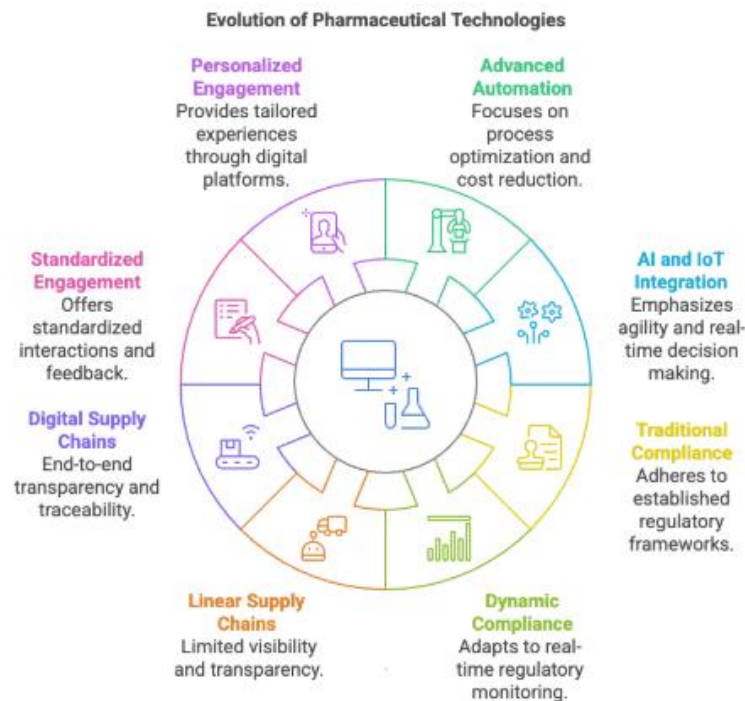 Evolution of Pharmaceutical Technologies
Personalized
Engagement
Provides tailored
experiences
through digital
platforms.
Advanced
Automation
Focuses on
process
optimization and
cost reduction.
Standardized
Engagement
Offers
standardized
interactions and
feedback.
AI and IoT
Integration
Emphasizes
agility and real-
time decision
making.
Digital Supply
Chains
End-to-end
transparency and
traceability.
Traditional
Compliance
Adheres to
established
regulatory
frameworks.
Linear Supply
Chains
Limited visibility
and transparency.
Dynamic
Compliance
Adapts to real-
time regulatory
monitoring.